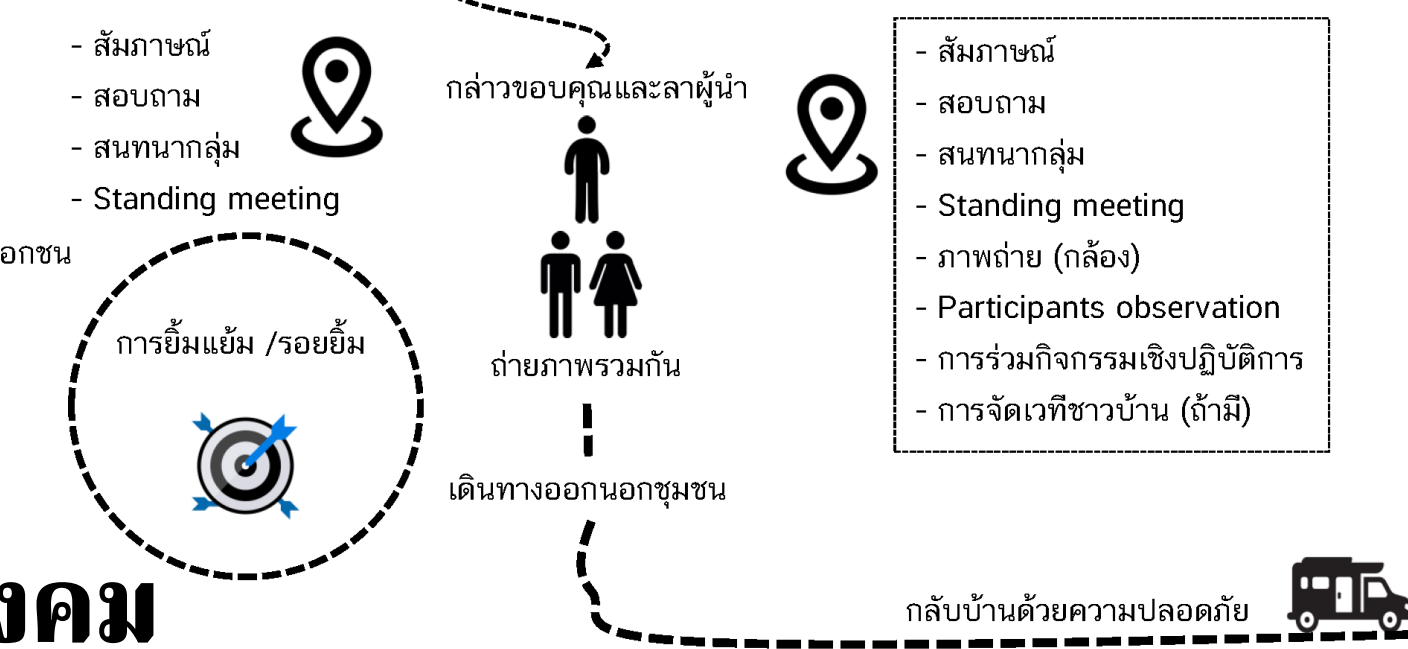 - สัมภาษณ์
- สอบถาม
- สนทนากลุ่ม
- Standing meeting
อกชน
การยิ้มแย้ม /รอยยิ้ม
งคม
กล่าวขอบคุณและลาผู้นำ
ถ่ายภาพรวมกัน
เดินทางออกนอกชุมชน
- สัมภาษณ์
- สอบถาม
- สนทนากลุ่ม
- Standing meeting
- ภาพถ่าย (กล้อง)
- Participants observation
- การร่วมกิจกรรมเชิงปฏิบัติการ
- การจัดเวทีชาวบ้าน (ถ้ามี)
กลับบ้านด้วยความปลอดภัย